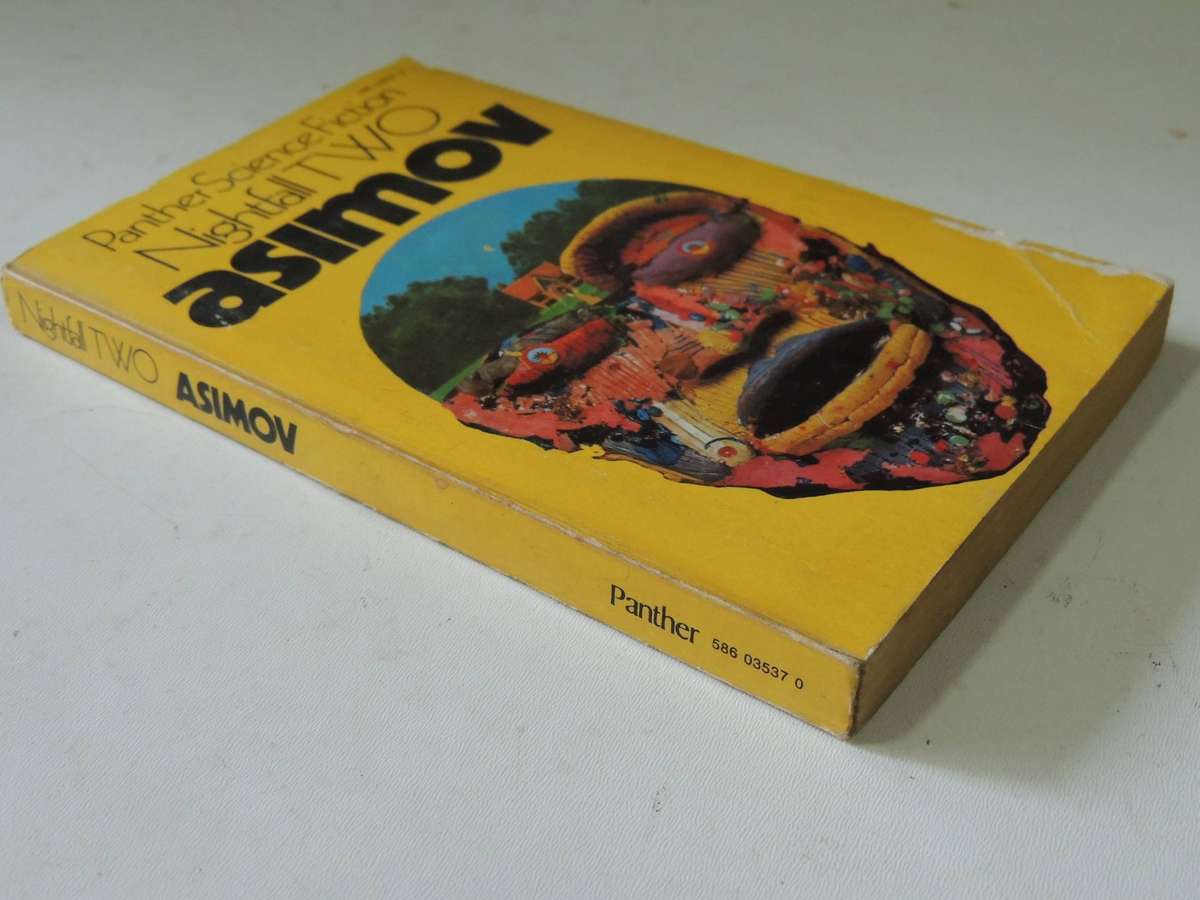 Panther Science Fiction
Nightfall TWO
asimov
Nightfall TWO ASIMOV Panther 586 03537 0